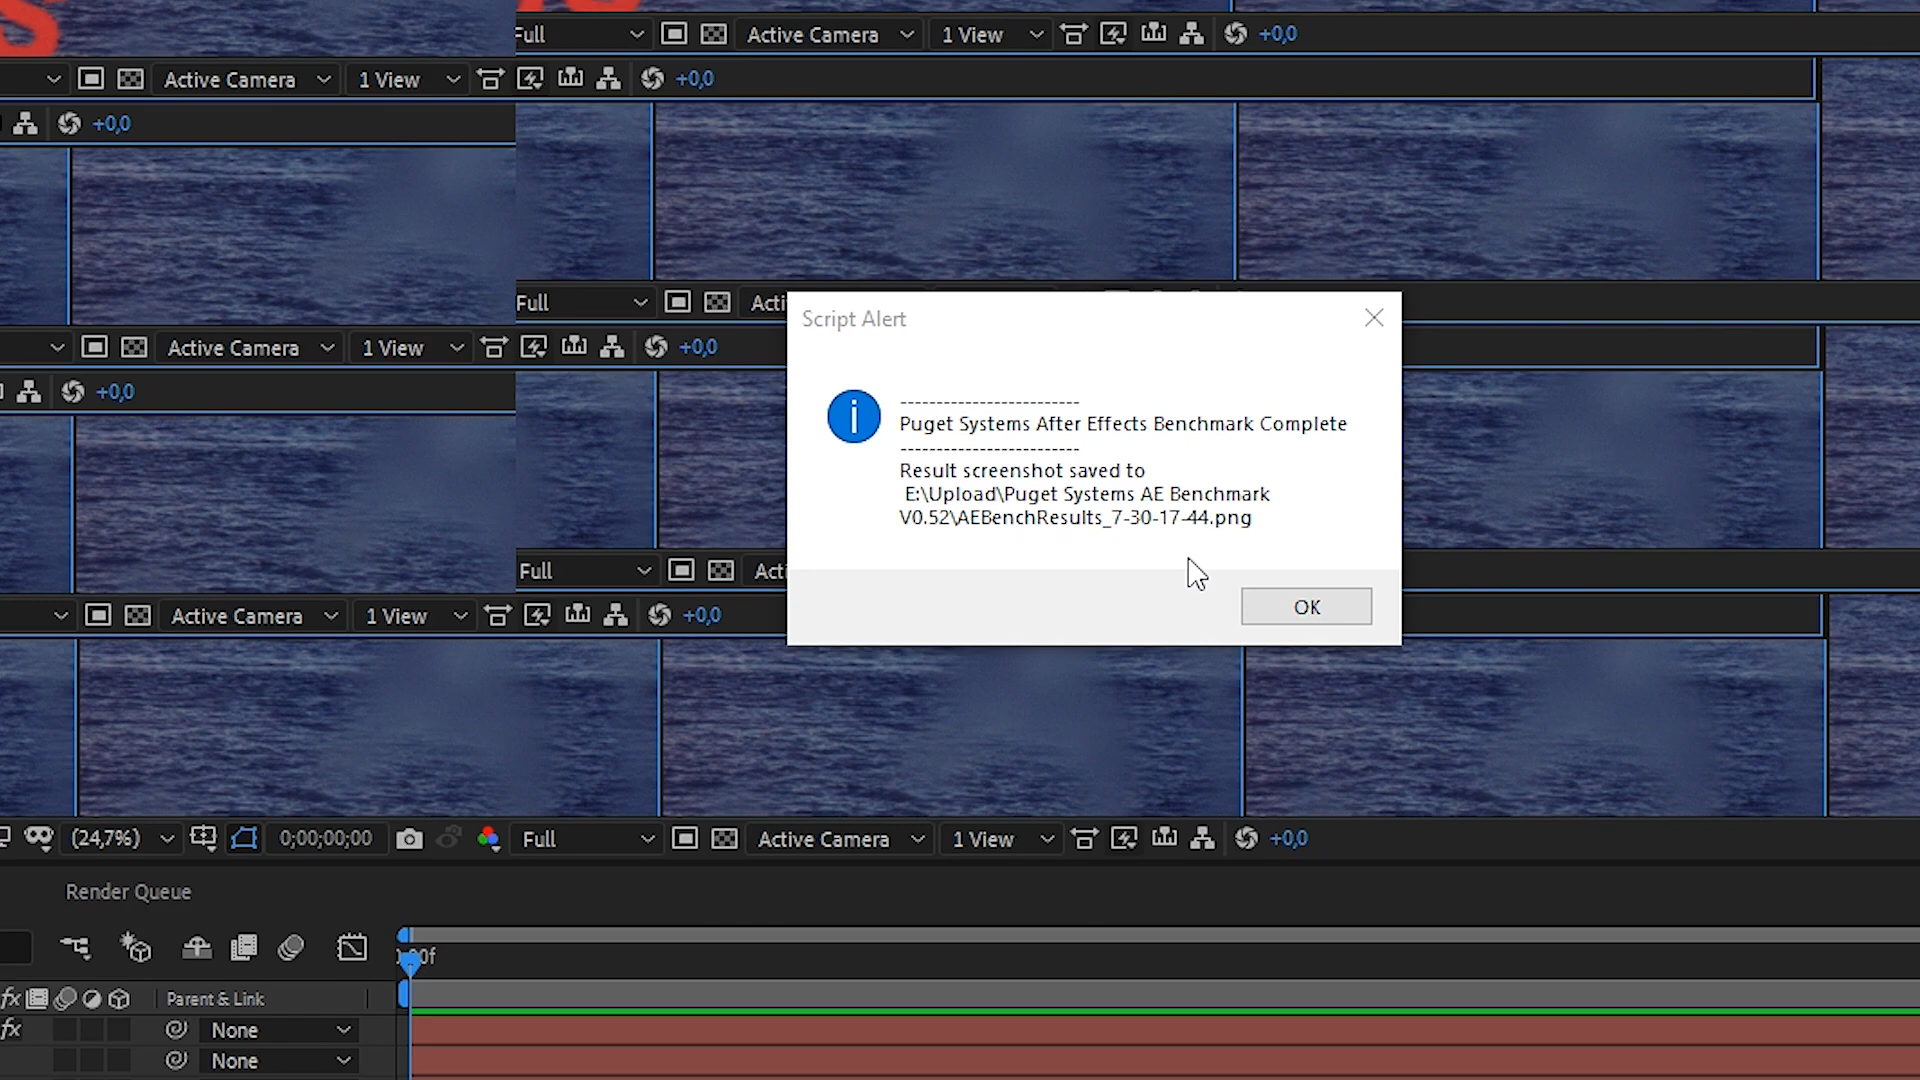 Full Active Camera 1 View +0,0
Active Camera 1 View +0,0
+0,0
Full Acti
Script Alert
Active Camera 1 View +0,0
+0,0
------------------------
Puget Systems After Effects Benchmark Complete
------------------------
Result screenshot saved to
E:\Upload\Puget Systems AE Benchmark
V0.52\AEBenchResults_7-30-17-44.png
Full Acti
OK
Active Camera 1 View +0,0
(24,7%) 0;00;00;00 Full Active Camera 1 View +0,0
Render Queue
fx Parent & Link
fx None
None